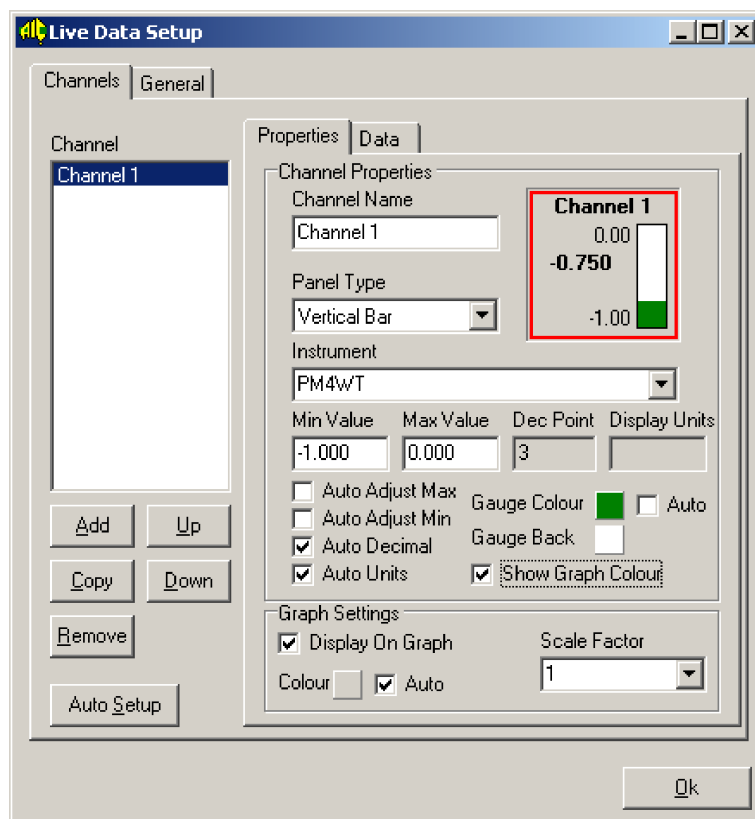 Live Data Setup
Channels
General
Channel
Channel 1
Add
Up
Copy
Down
Remove
Auto Setup
Properties
Data
Channel Properties
Channel Name
Channel 1
Panel Type
Vertical Bar
Channel 1
0.00
-0.750
-1.00
Instrument
PM4WT
Min Value
Max Value
Dec Point
Display Units
-1.000
0.000
3
Auto Adjust Max
Auto Adjust Min
Auto Decimal
Auto Units
Gauge Colour
Auto
Gauge Back
Show Graph Colour
Graph Settings
Display On Graph
Scale Factor
Colour
Auto
1
Ok